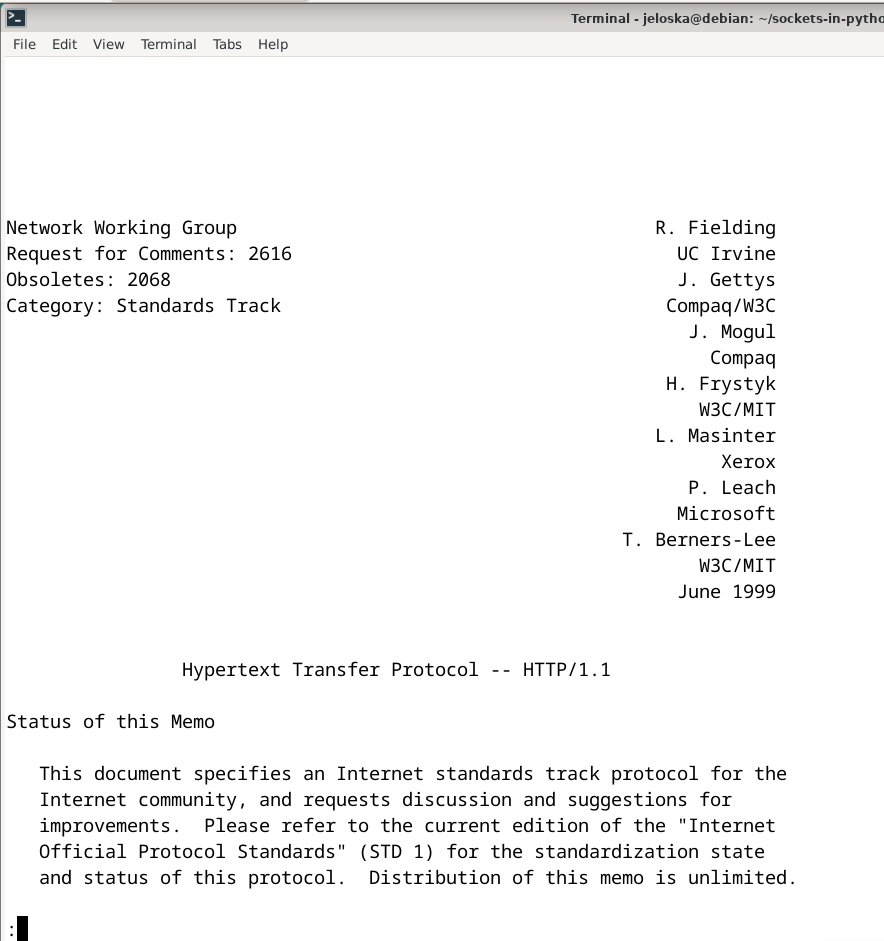 Terminal - jeloska@debian: ~/sockets-in-pytho
File Edit View Terminal Tabs Help
Network Working Group R. Fielding
Request for Comments: 2616 UC Irvine
Obsoletes: 2068 J. Gettys
Category: Standards Track Compaq/W3C
J. Mogul
Compaq
H. Frystyk
W3C/MIT
L. Masinter
Xerox
P. Leach
Microsoft
T. Berners-Lee
W3C/MIT
June 1999
Hypertext Transfer Protocol -- HTTP/1.1
Status of this Memo
This document specifies an Internet standards track protocol for the
Internet community, and requests discussion and suggestions for
improvements.  Please refer to the current edition of the "Internet
Official Protocol Standards" (STD 1) for the standardization state
and status of this protocol.  Distribution of this memo is unlimited.
: